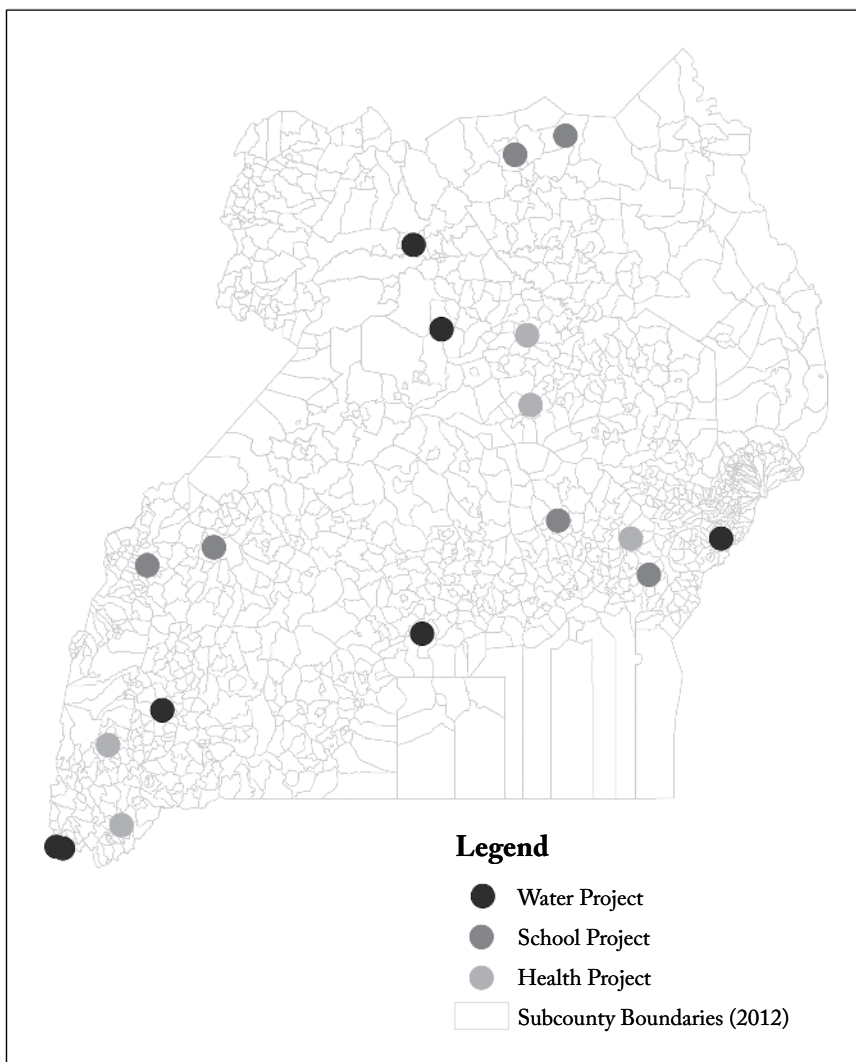 Legend
Water Project
School Project
Health Project
Subcounty Boundaries (2012)